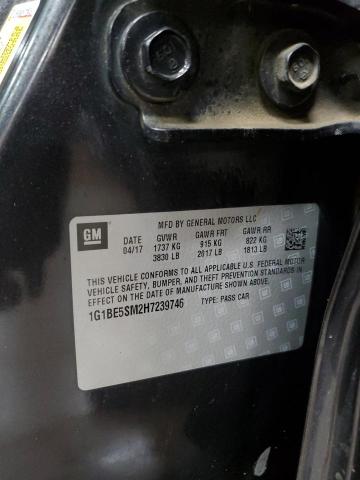 MFD BY GENERAL MOTORS LLC
GM DATE GVWR GAWR FRT GAWR RR
04/17 1737 KG 915 KG 822 KG
3830 LB 2017 LB 1813 LB
THIS VEHICLE CONFORMS TO ALL APPLICABLE U.S. FEDERAL MOTOR
VEHICLE SAFETY, BUMPER, AND THEFT PREVENTION STANDARDS IN
EFFECT ON THE DATE OF MANUFACTURE SHOWN ABOVE.
1G1BE5SM2H7239746 TYPE: PASS CAR